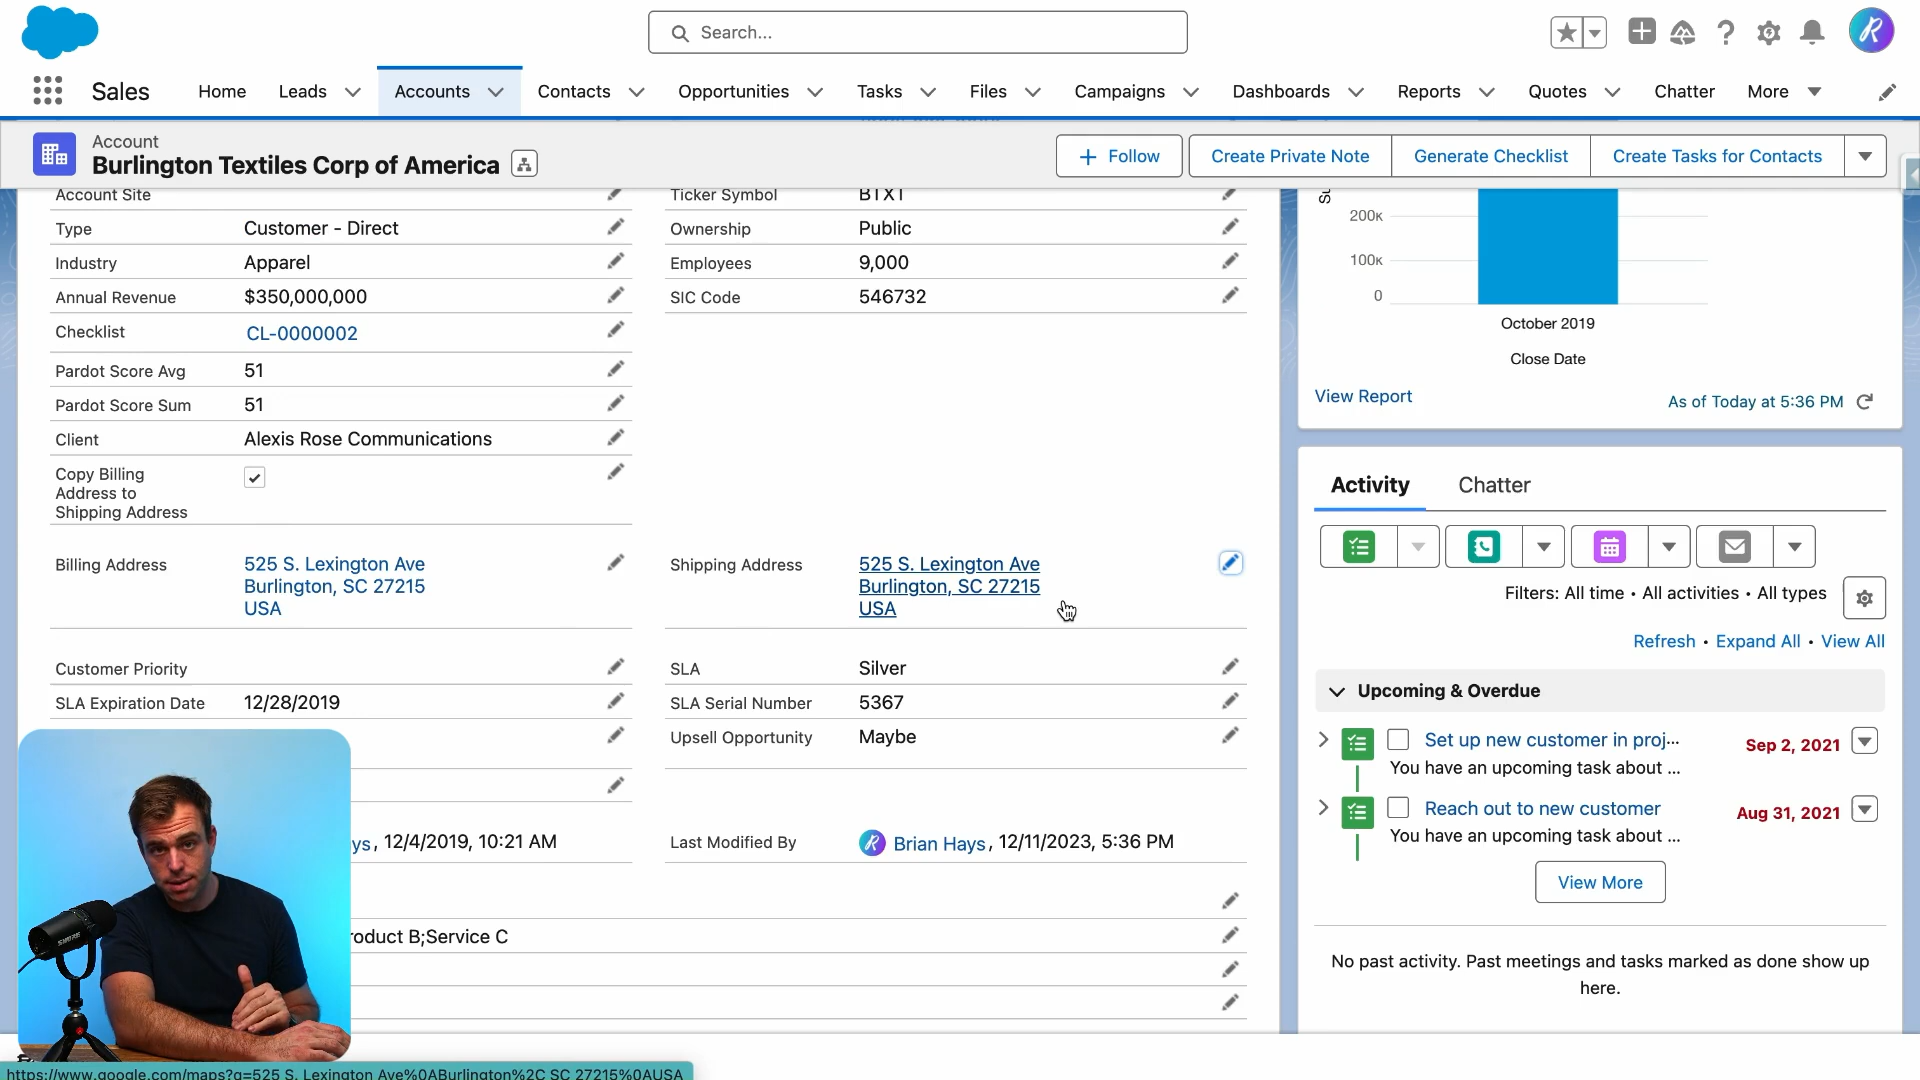 Search...
Sales
Home
Leads
Accounts
Contacts
Opportunities
Tasks
Files
Campaigns
Dashboards
Reports
Quotes
Chatter
More
Account
Burlington Textiles Corp of America
Follow
Create Private Note
Generate Checklist
Create Tasks for Contacts
Account Site
Ticker Symbol
BTXT
Type
Customer - Direct
Ownership
Public
Industry
Apparel
Employees
9,000
Annual Revenue
$350,000,000
SIC Code
546732
Checklist
CL-0000002
Pardot Score Avg
51
Pardot Score Sum
51
Client
Alexis Rose Communications
Copy Billing
Address to
Shipping Address
Billing Address
525 S. Lexington Ave
Burlington, SC 27215
USA
Shipping Address
525 S. Lexington Ave
Burlington, SC 27215
USA
Customer Priority
SLA
Silver
SLA Expiration Date
12/28/2019
SLA Serial Number
5367
Upsell Opportunity
Maybe
ys, 12/4/2019, 10:21 AM
Last Modified By
Brian Hays, 12/11/2023, 5:36 PM
roduct B;Service C
200K
100K
0
October 2019
Close Date
View Report
As of Today at 5:36 PM
Activity
Chatter
Filters: All time • All activities • All types
Refresh • Expand All • View All
Upcoming & Overdue
Set up new customer in proj...
Sep 2, 2021
You have an upcoming task about ...
Reach out to new customer
Aug 31, 2021
You have an upcoming task about ...
View More
No past activity. Past meetings and tasks marked as done show up
here.
SHURE
https://www.google.com/maps?q=525 S. Lexington Ave%0ABurlington%2C SC 27215%0AUSA